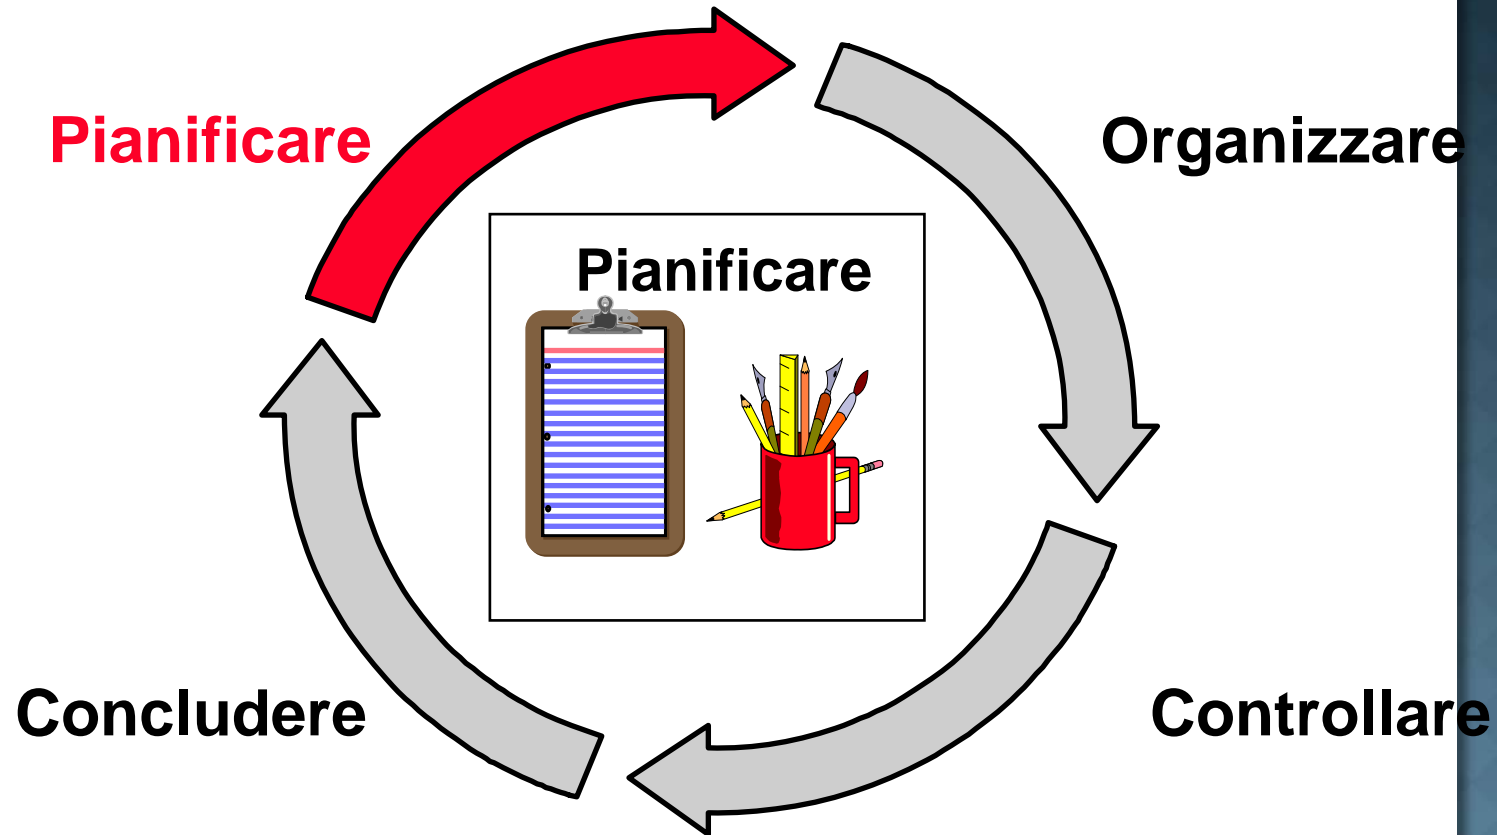 Pianificare
Organizzare
Pianificare
Concludere
Controllare